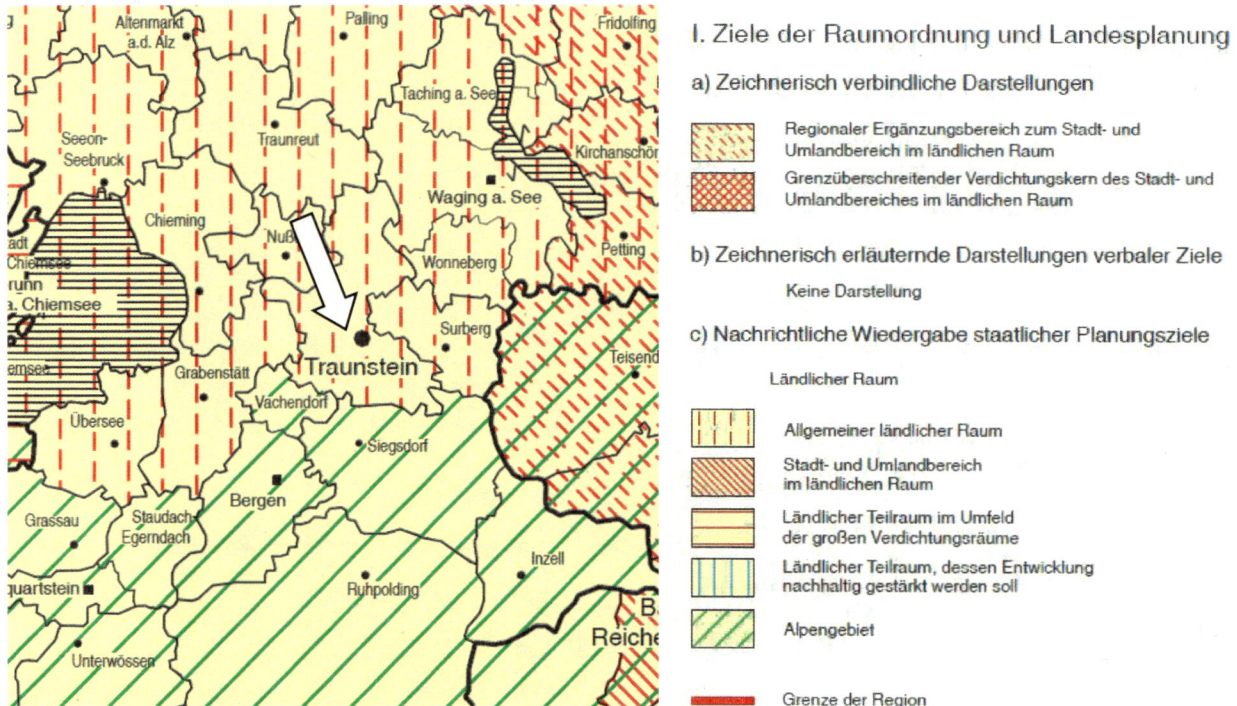 Altenmarkt
a.d. Alz
Palling
Fridolfing
Taching a. See
Seeon-
Seebruck
Traunreut
Waging a. See
Chieming
Wonneberg
Petting
Chiemsee
a. Chiemsee
Surberg
Traunstein
Grabenstätt
Vachendorf
Übersee
Siegsdorf
Bergen
Grassau
Staudach-
Egerndach
Inzell
Ruhpolding
Unterwössen
I. Ziele der Raumordnung und Landesplanung
a) Zeichnerisch verbindliche Darstellungen
Regionaler Ergänzungsbereich zum Stadt- und
Umlandbereich im ländlichen Raum
Grenzüberschreitender Verdichtungskern des Stadt- und
Umlandbereiches im ländlichen Raum
b) Zeichnerisch erläuternde Darstellungen verbaler Ziele
Keine Darstellung
c) Nachrichtliche Wiedergabe staatlicher Planungsziele
Ländlicher Raum
Allgemeiner ländlicher Raum
Stadt- und Umlandbereich
im ländlichen Raum
Ländlicher Teilraum im Umfeld
der großen Verdichtungsräume
Ländlicher Teilraum, dessen Entwicklung
nachhaltig gestärkt werden soll
Alpengebiet
Grenze der Region